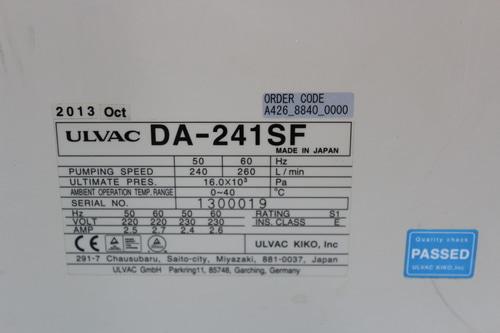 2013 Oct
ORDER CODE
A426_8840_0000
ULVAC DA-241SF
MADE IN JAPAN
50 60 Hz
PUMPING SPEED 240 260 L/min
ULTIMATE PRES. 16.0X10³ Pa
AMBIENT OPERATION TEMP. RANGE 0~40 °C
SERIAL NO. 1300019
Hz 50 60 50 60 RATING S1
VOLT 220 220 230 230 INS.CLASS E
AMP 2.5 2.7 2.4 2.6
CE ULVAC KIKO, Inc
291-7 Chausubaru, Saito-city, Miyazaki, 881-0037, Japan
ULVAC GmbH Parkring11, 85748, Garching, Germany
Quality check
PASSED
ULVAC KIKO,Inc